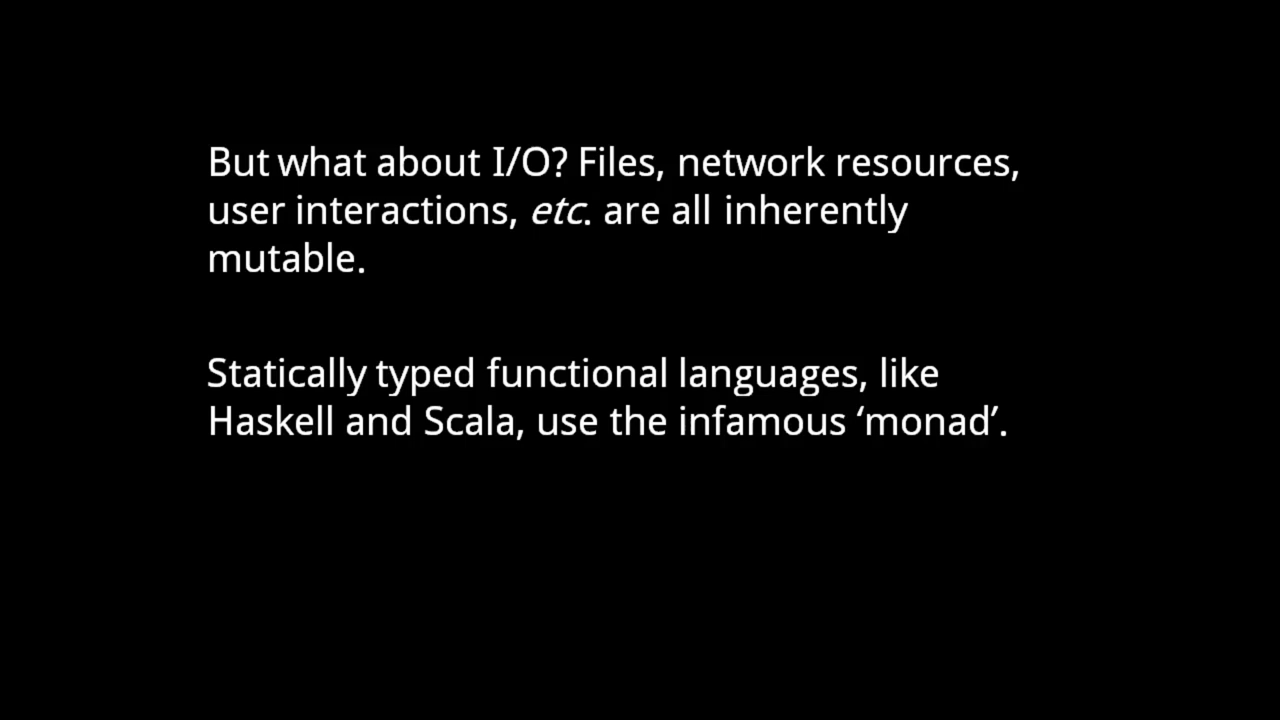 But what about I/O? Files, network resources,
user interactions, etc. are all inherently
mutable.
Statically typed functional languages, like
Haskell and Scala, use the infamous ‘monad’.